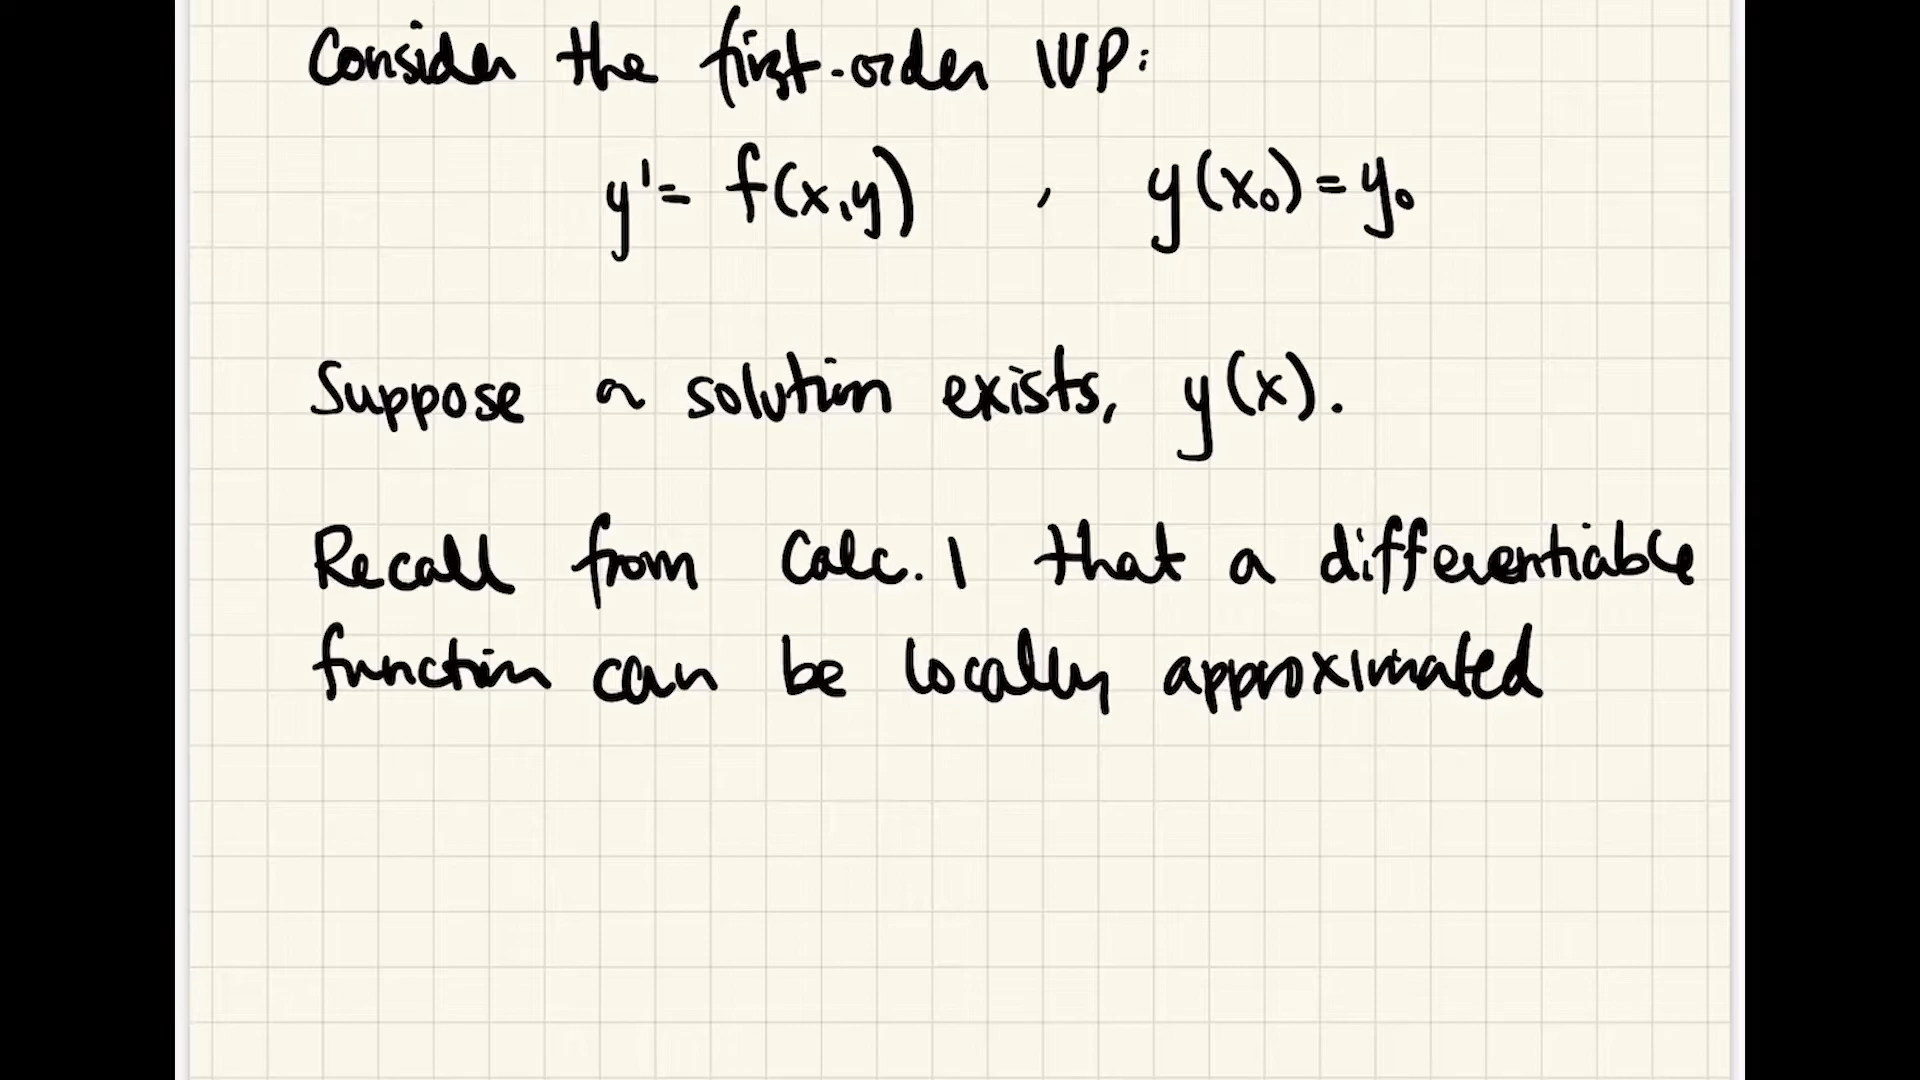 Consider the first-order IVP:
y' = f(x,y) , y(x₀) = y₀
Suppose a solution exists, y(x).
Recall from Calc. 1 that a differentiable
function can be locally approximated